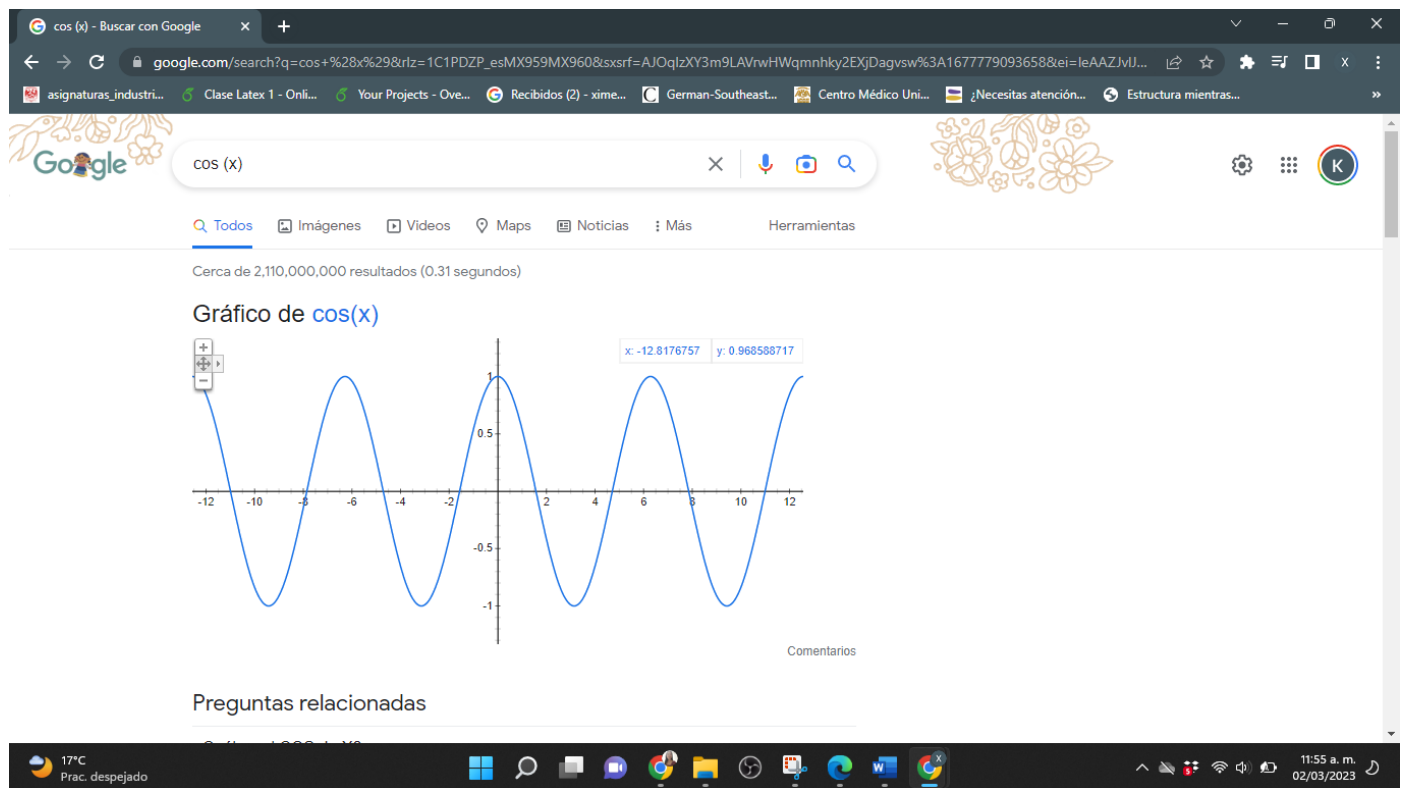 cos (x) - Buscar con Google
google.com/search?q=cos+%28x%29&rlz=1C1PDZP_esMX959MX960&sxsrf=AJOqlzXY3m9LAVrwHWqmnhky2EXjDagvsw%3A1677779093658&ei=IeAAZJvIJ...
asignaturas_industri... Clase Latex 1 - Onli... Your Projects - Ove... Recibidos (2) - xime... German-Southeast... Centro Médico Uni... ¿Necesitas atención... Estructura mientras... »
Google
cos (x)
K
Todos Imágenes Videos Maps Noticias Más Herramientas
Cerca de 2,110,000,000 resultados (0.31 segundos)
Gráfico de cos(x)
x: -12.8176757 y: 0.968588717
1
0.5
-12 -10 -8 -6 -4 -2 2 4 6 8 10 12
-0.5
-1
Comentarios
Preguntas relacionadas
17°C
Prac. despejado
11:55 a. m.
02/03/2023